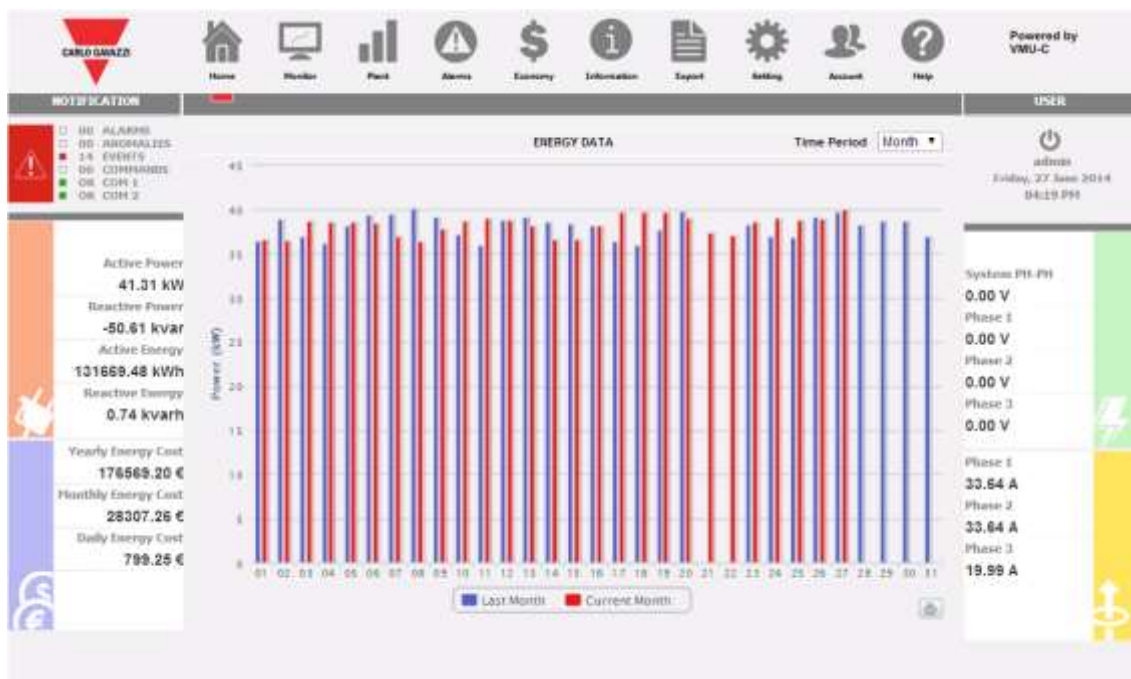 CARLO GAVAZZI
Home
Monitor
Plant
Alarms
Economy
Information
Export
Setting
Account
Help
Powered by
VMU-C
NOTIFICATION
00 ALARMS
00 ANOMALIES
14 EVENTS
00 COMMANDS
OK COM 1
OK COM 2
Active Power
41.31 kW
Reactive Power
-50.61 kvar
Active Energy
131669.48 kWh
Reactive Energy
0.74 kvarh
Yearly Energy Cost
176569.20 €
Monthly Energy Cost
28307.26 €
Daily Energy Cost
799.25 €
ENERGY DATA
Time Period Month
Power (kW)
45
40
35
30
25
20
15
10
5
0
01 02 03 04 05 06 07 08 09 10 11 12 13 14 15 16 17 18 19 20 21 22 23 24 25 26 27 28 29 30 31
Last Month Current Month
USER
admin
Friday, 27 June 2014
04:19 PM
System PH-PH
0.00 V
Phase 1
0.00 V
Phase 2
0.00 V
Phase 3
0.00 V
Phase 1
33.64 A
Phase 2
33.64 A
Phase 3
19.99 A